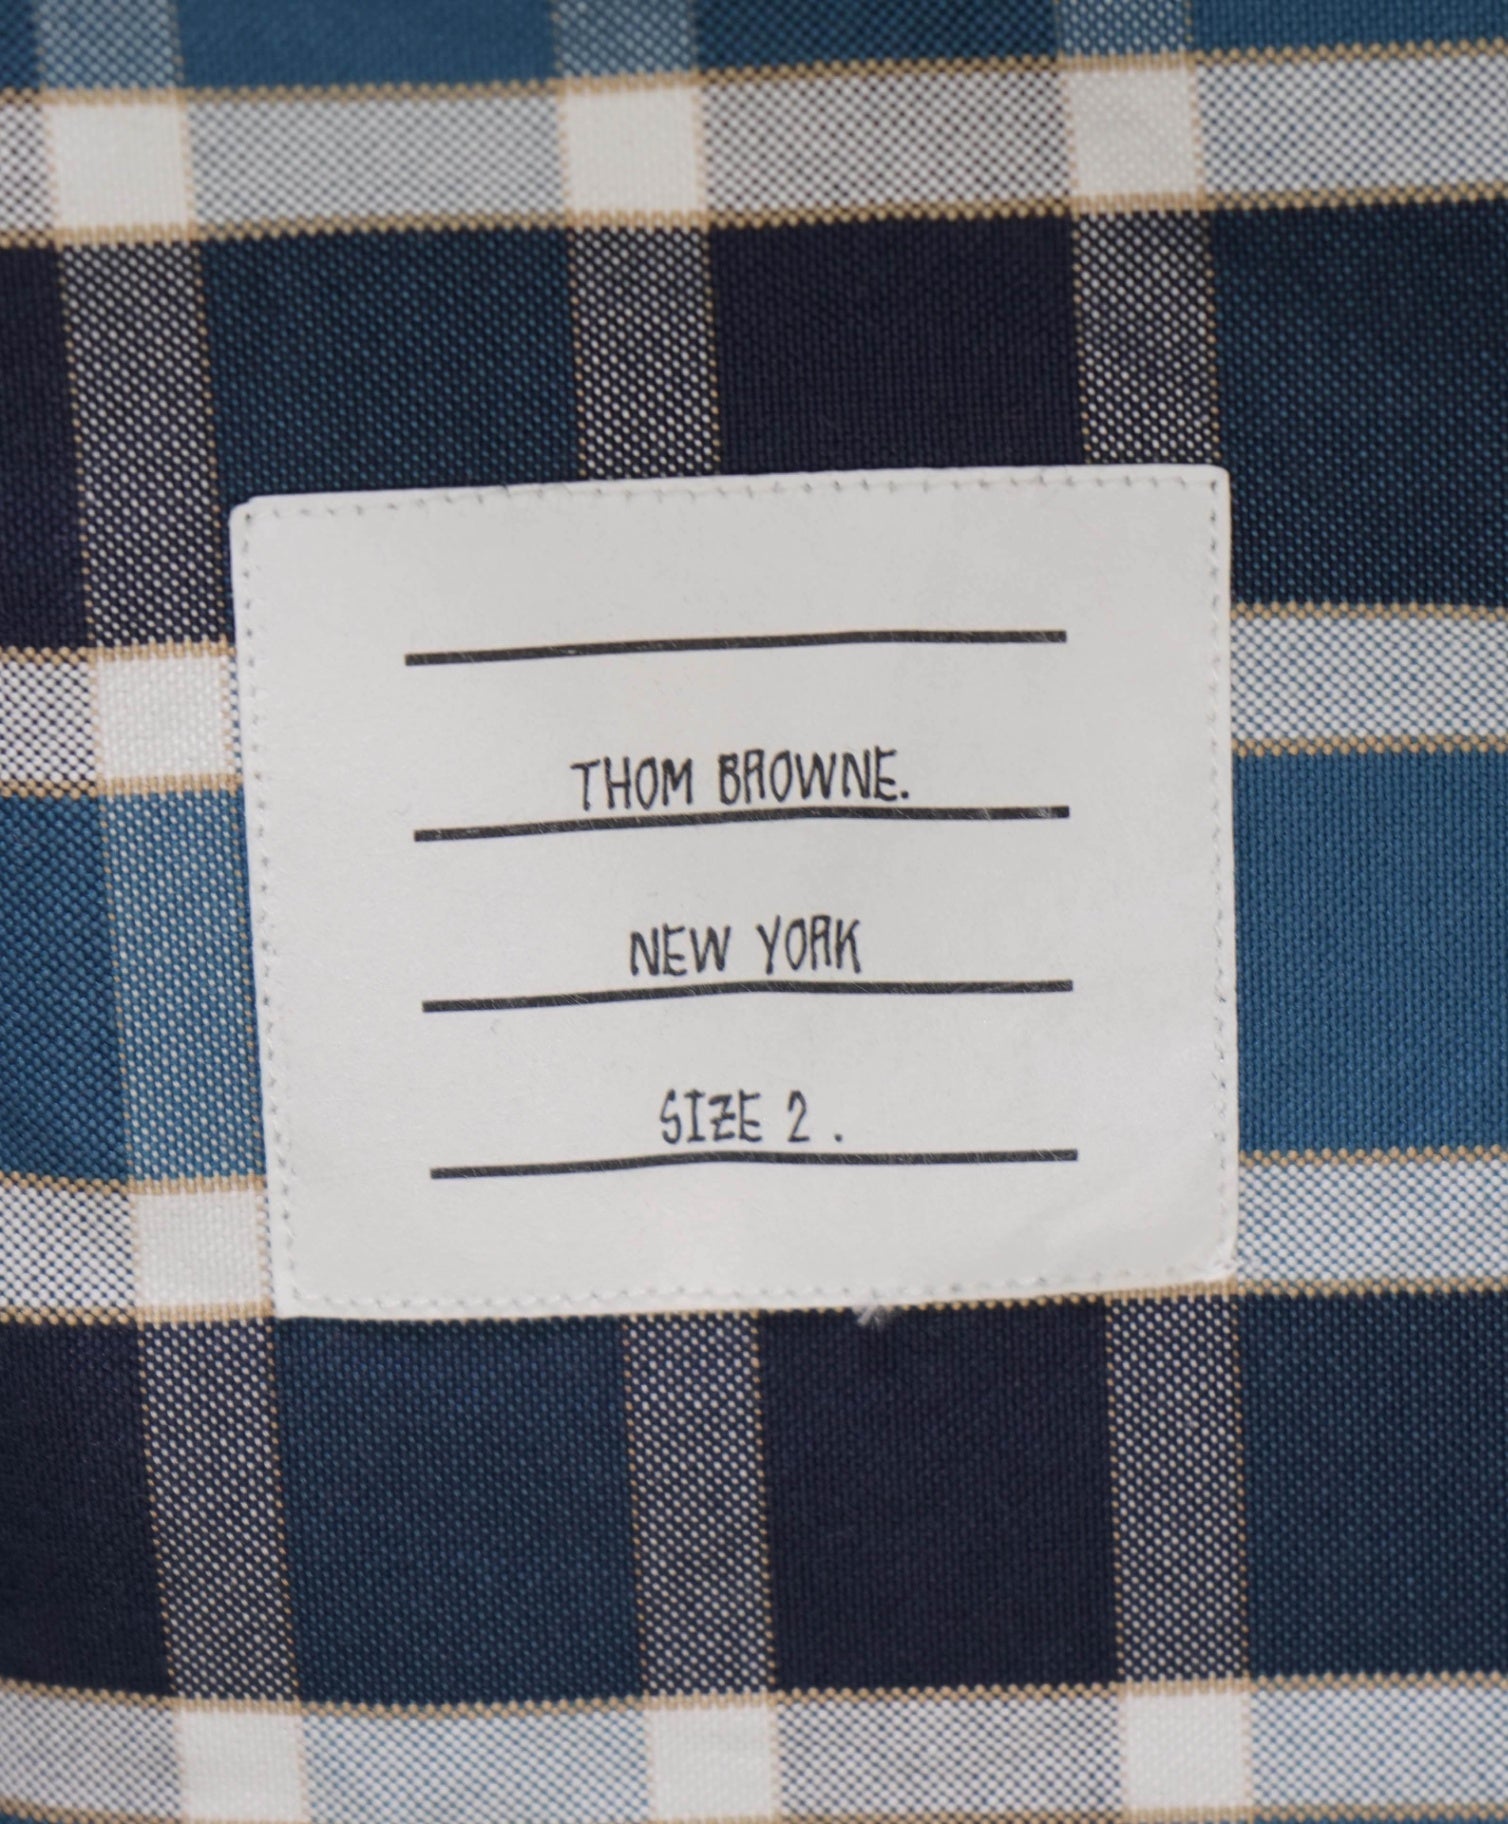 THOM BROWNE.
NEW YORK
SIZE 2 .